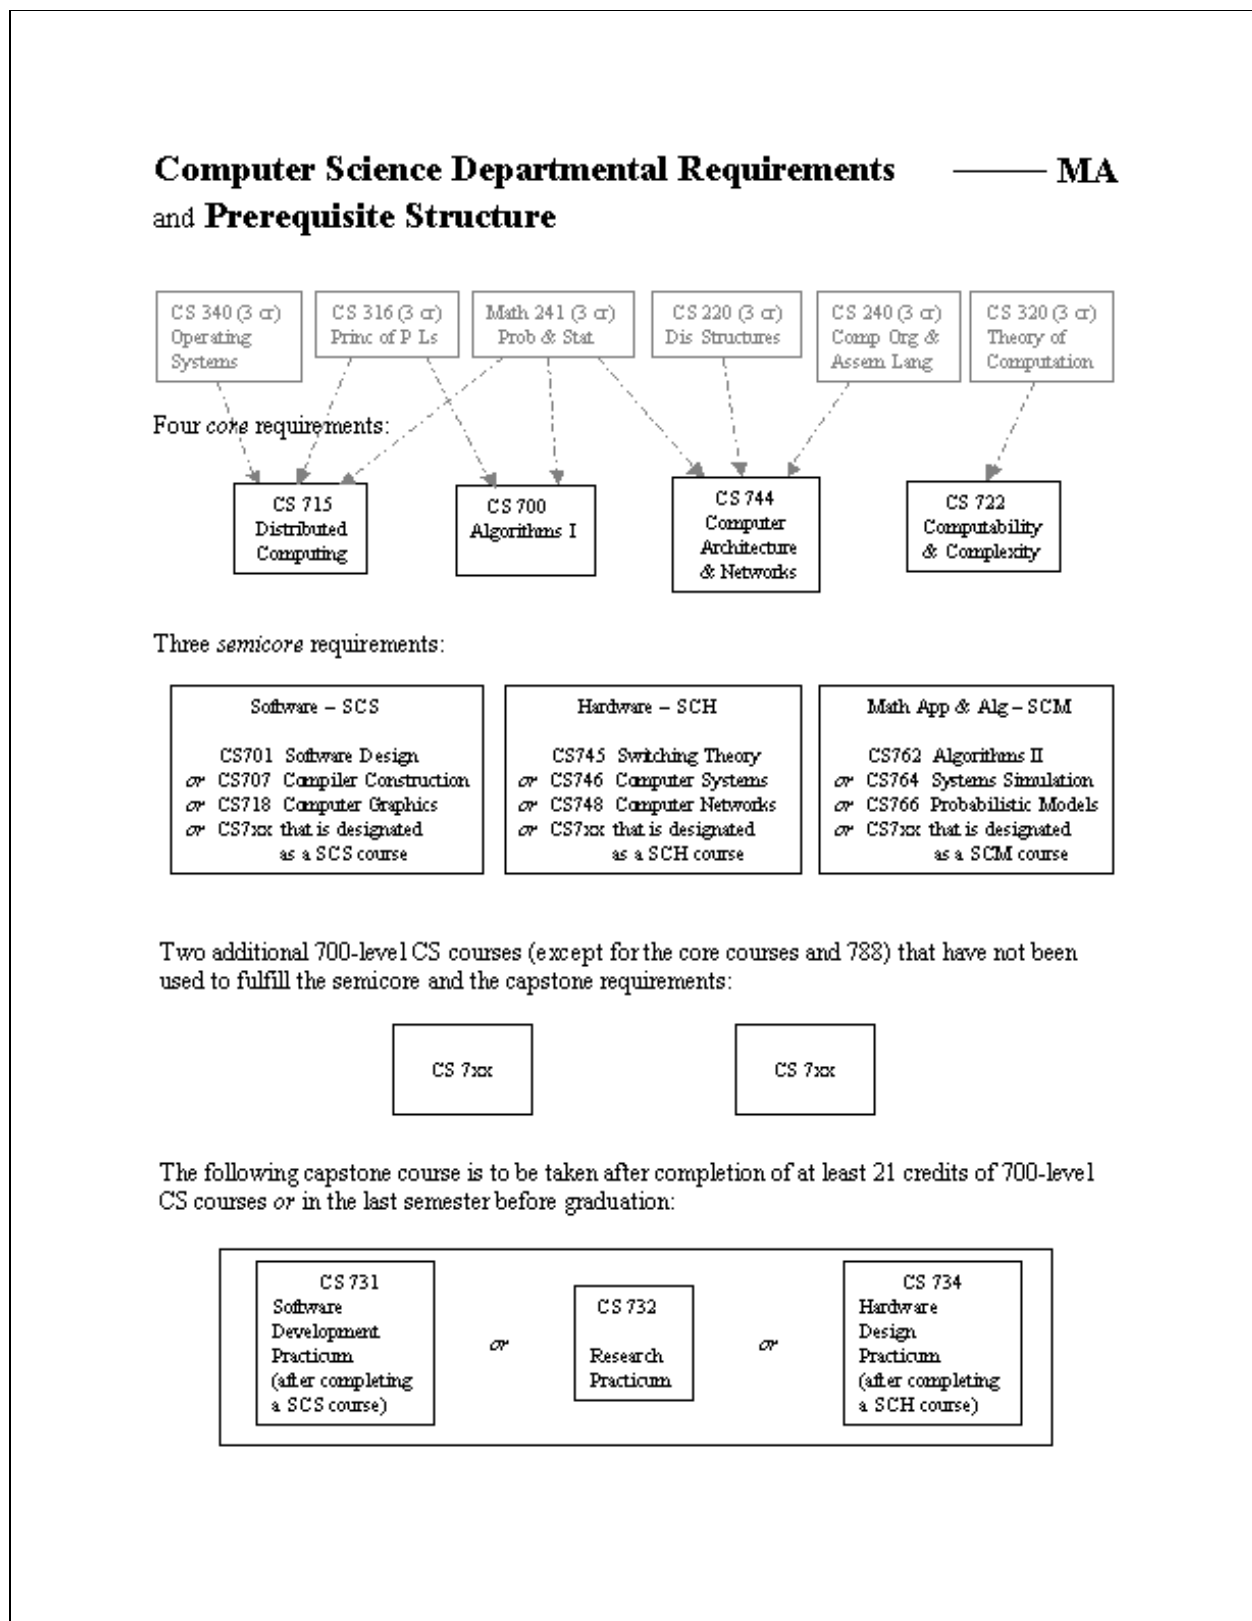 Computer Science Departmental Requirements —— MA
and Prerequisite Structure
CS 340 (3 cr)
Operating
Systems
CS 316 (3 cr)
Princ of P Ls
Math 241 (3 cr)
Prob & Stat
CS 220 (3 cr)
Dis Structures
CS 240 (3 cr)
Comp Org &
Assem Lang
CS 320 (3 cr)
Theory of
Computation
Four core requirements:
CS 715
Distributed
Computing
CS 700
Algorithms I
CS 744
Computer
Architecture
& Networks
CS 722
Computability
& Complexity
Three semicore requirements:
Software – SCS
CS701 Software Design
or CS707 Compiler Construction
or CS718 Computer Graphics
or CS7xx that is designated
as a SCS course
Hardware – SCH
CS745 Switching Theory
or CS746 Computer Systems
or CS748 Computer Networks
or CS7xx that is designated
as a SCH course
Math App & Alg – SCM
CS762 Algorithms II
or CS764 Systems Simulation
or CS766 Probabilistic Models
or CS7xx that is designated
as a SCM course
Two additional 700-level CS courses (except for the core courses and 788) that have not been
used to fulfill the semicore and the capstone requirements:
CS 7xx
CS 7xx
The following capstone course is to be taken after completion of at least 21 credits of 700-level
CS courses or in the last semester before graduation:
CS 731
Software
Development
Practicum
(after completing
a SCS course)
or
CS 732
Research
Practicum
or
CS 734
Hardware
Design
Practicum
(after completing
a SCH course)